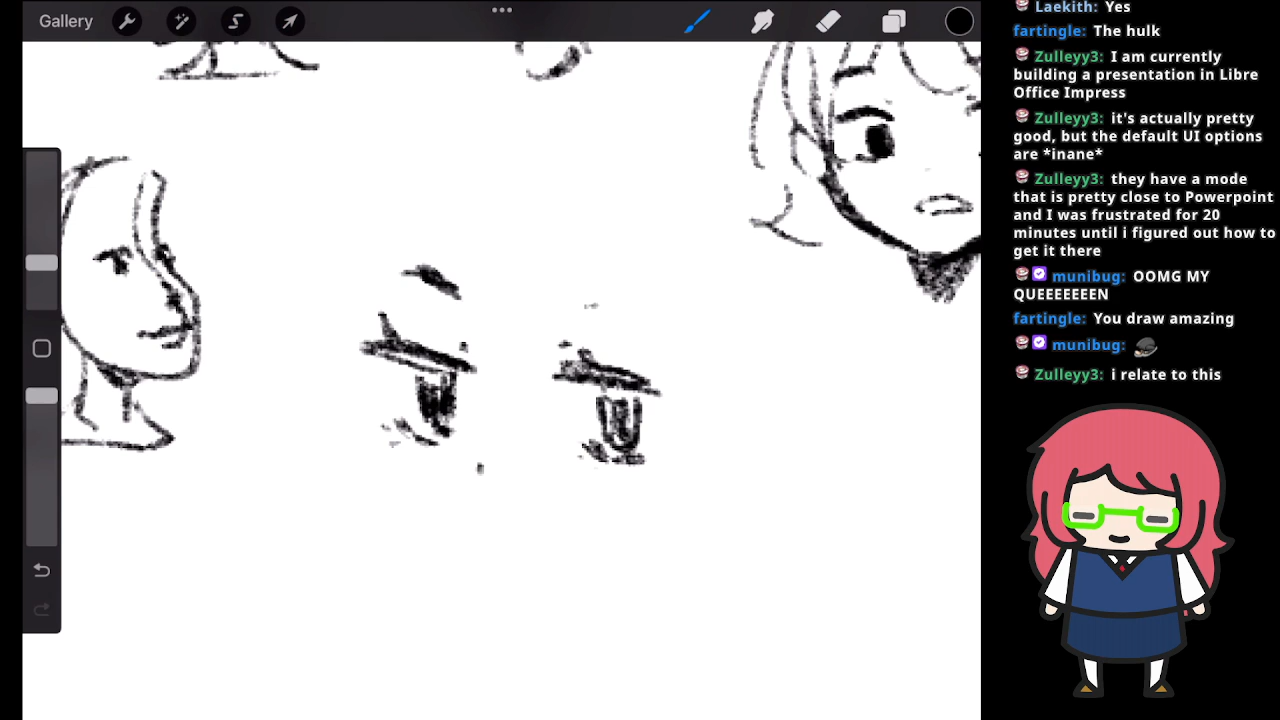 Gallery
Laekith: Yes
fartingle: The hulk
Zulleyy3: I am currently
building a presentation in Libre
Office Impress
Zulleyy3: it's actually pretty
good, but the default UI options
are *inane*
Zulleyy3: they have a mode
that is pretty close to Powerpoint
and I was frustrated for 20
minutes until i figured out how to
get it there
munibug: OOMG MY
QUEEEEEEEN
fartingle: You draw amazing
munibug:
Zulleyy3: i relate to this